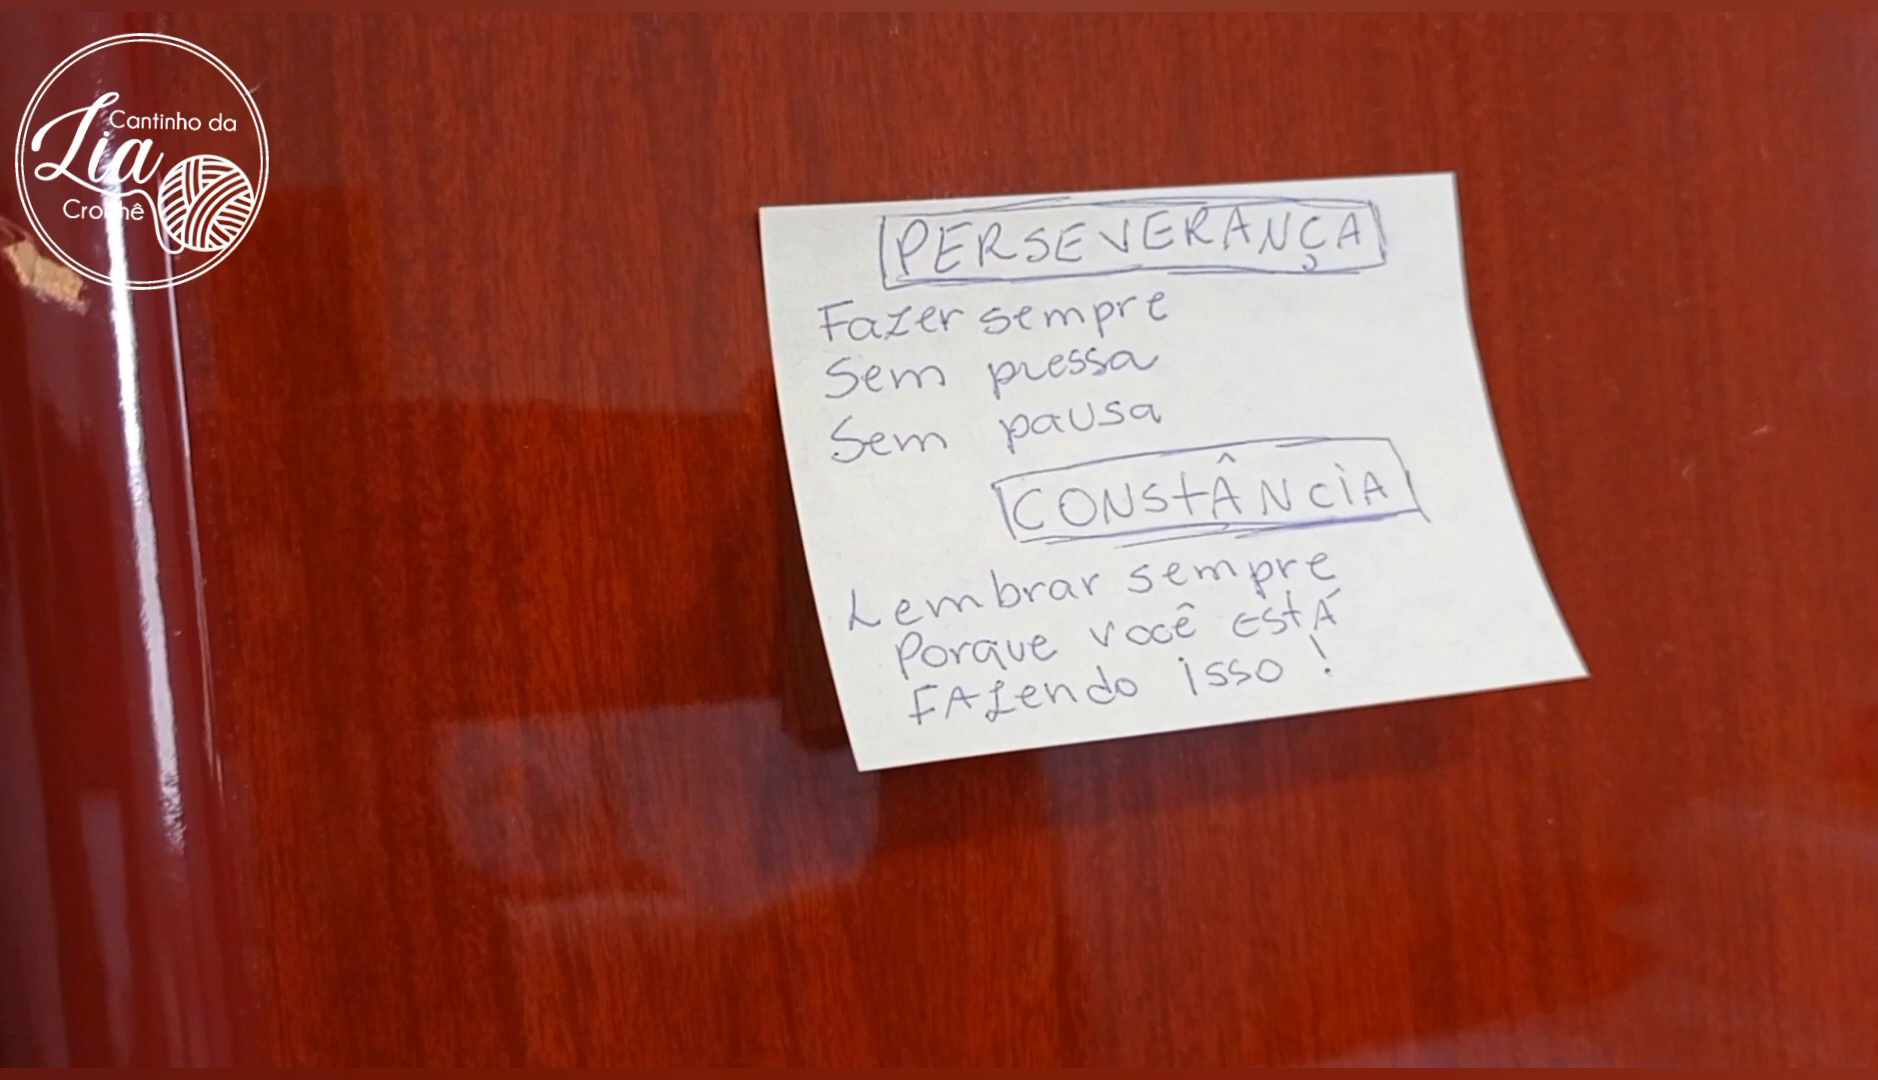 Cantinho da
Lia
Crochê
PERSEVERANÇA
Fazer sempre
Sem pressa
Sem pausa
CONSTÂNCIA
Lembrar sempre
Porque você está
FAZendo isso!